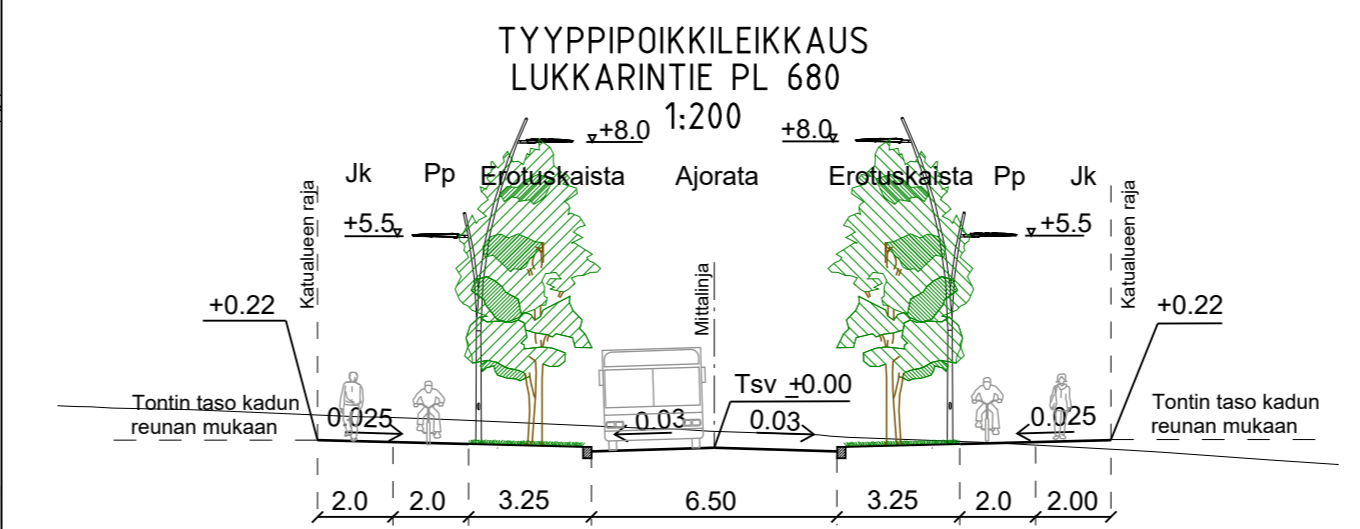 TYYPPIPOIKKILEIKKAUS
LUKKARINTIE PL 680
1:200
+8.0
+8.0
Jk
Pp
Erotuskaista
Ajorata
Erotuskaista
Pp
Jk
Katualueen raja
+5.5
+5.5
Katualueen raja
Mittalinja
+0.22
+0.22
Tsv ±0.00
Tontin taso kadun
reunan mukaan
0.025
0.03
0.03
0.025
Tontin taso kadun
reunan mukaan
2.0
2.0
3.25
6.50
3.25
2.0
2.00